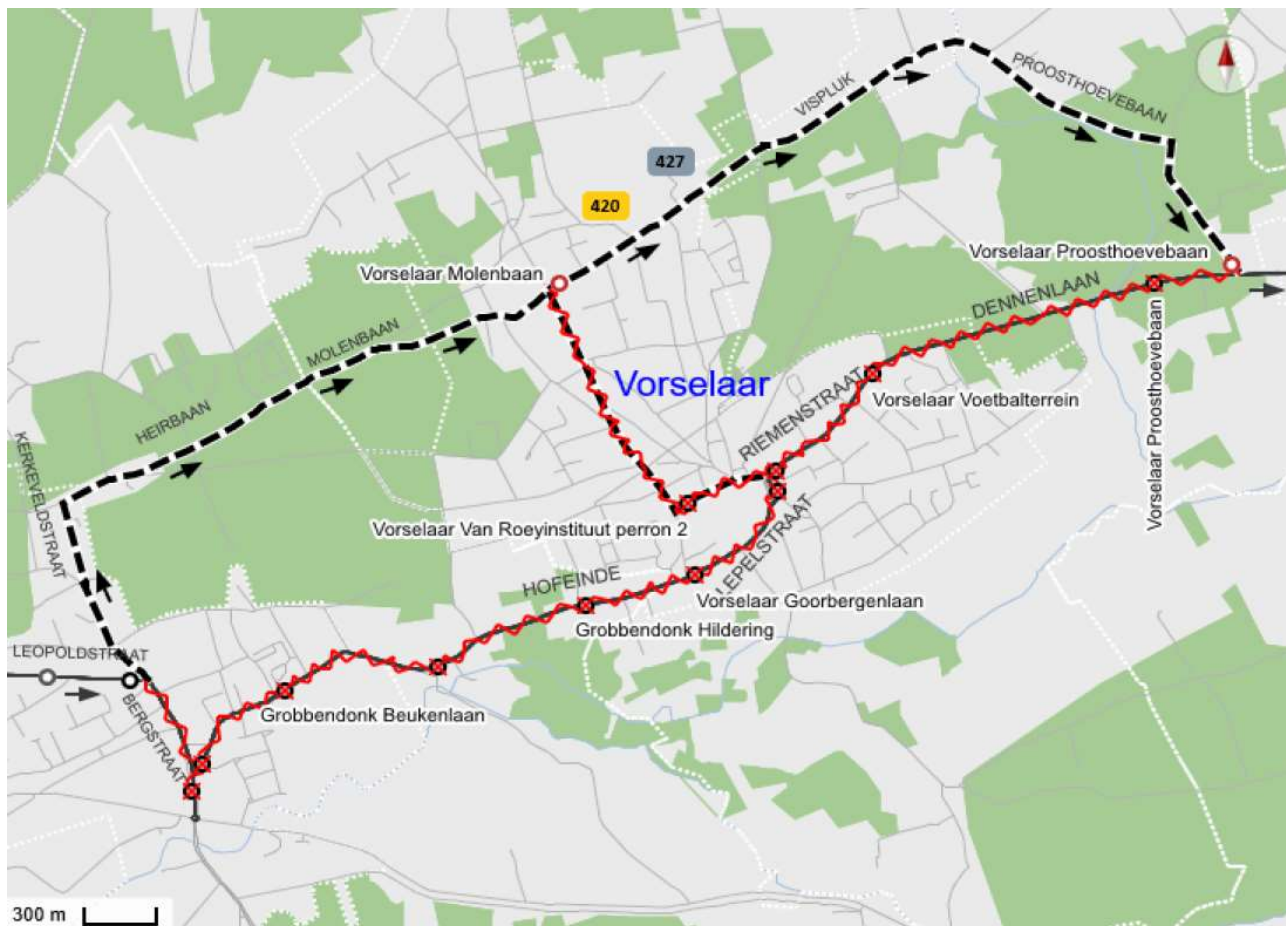 PROOSTHOEVEBAAN
VISPLUK
427
420
Vorselaar Proosthoevebaan
Vorselaar Molenbaan
DENNENLAAN
MOLENBAAN
Vorselaar
RIEMENSTRAAT
Vorselaar Voetbalterrein
Vorselaar Proosthoevebaan
HEIRBAAN
KERKEVELDSTRAAT
Vorselaar Van Roeyinstituut perron 2
LEPELSTRAAT
HOFEINDE
Vorselaar Goorbergenlaan
Grobbendonk Hildering
LEOPOLDSTRAAT
BERGSTRAAT
Grobbendonk Beukenlaan
300 m